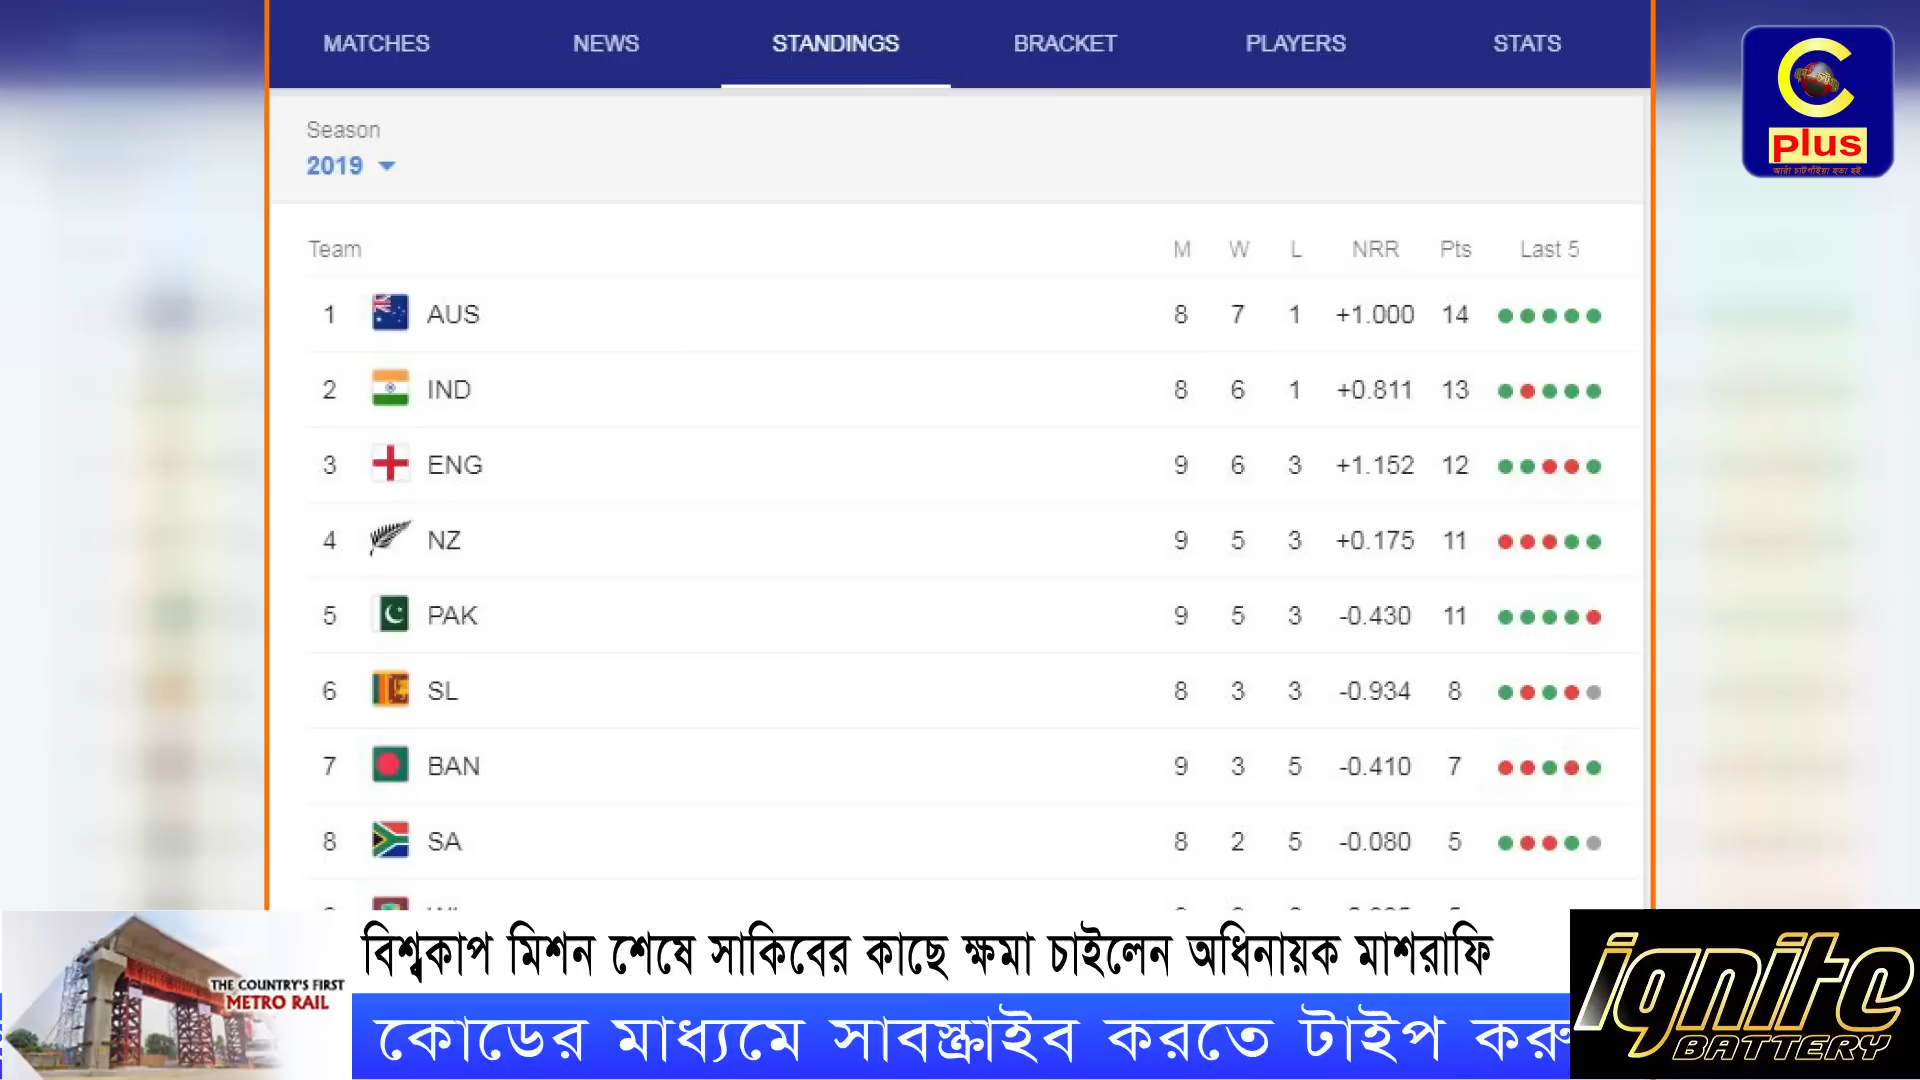 MATCHES NEWS STANDINGS BRACKET PLAYERS STATS
Season
2019
Team M W L NRR Pts Last 5
1 AUS 8 7 1 +1.000 14
2 IND 8 6 1 +0.811 13
3 ENG 9 6 3 +1.152 12
4 NZ 9 5 3 +0.175 11
5 PAK 9 5 3 -0.430 11
6 SL 8 3 3 -0.934 8
7 BAN 9 3 5 -0.410 7
8 SA 8 2 5 -0.080 5
C
plus
আরাঁ চাটগাঁইয়া হতা হই
THE COUNTRY'S FIRST
METRO RAIL
বিশ্বকাপ মিশন শেষে সাকিবের কাছে ক্ষমা চাইলেন অধিনায়ক মাশরাফি
কোডের মাধ্যমে সাবস্ক্রাইব করতে টাইপ করু
ignite
BATTERY